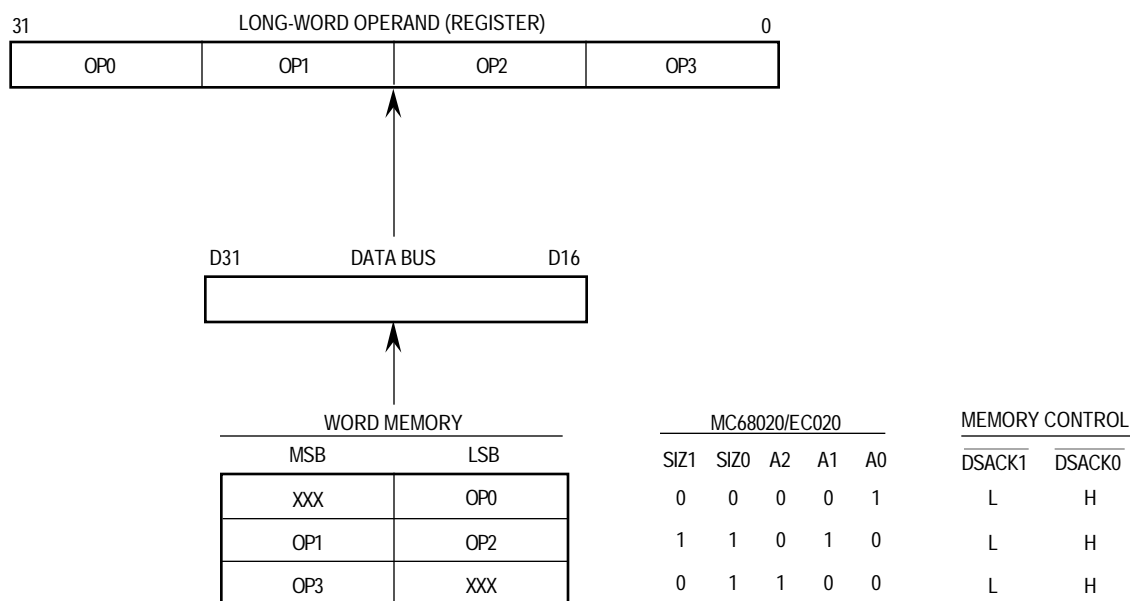 31 LONG-WORD OPERAND (REGISTER) 0
OP0 OP1 OP2 OP3
D31 DATA BUS D16
WORD MEMORY MC68020/EC020 MEMORY CONTROL
MSB LSB SIZ1 SIZ0 A2 A1 A0 DSACK1 DSACK0
XXX OP0 0 0 0 0 1 L H
OP1 OP2 1 1 0 1 0 L H
OP3 XXX 0 1 1 0 0 L H